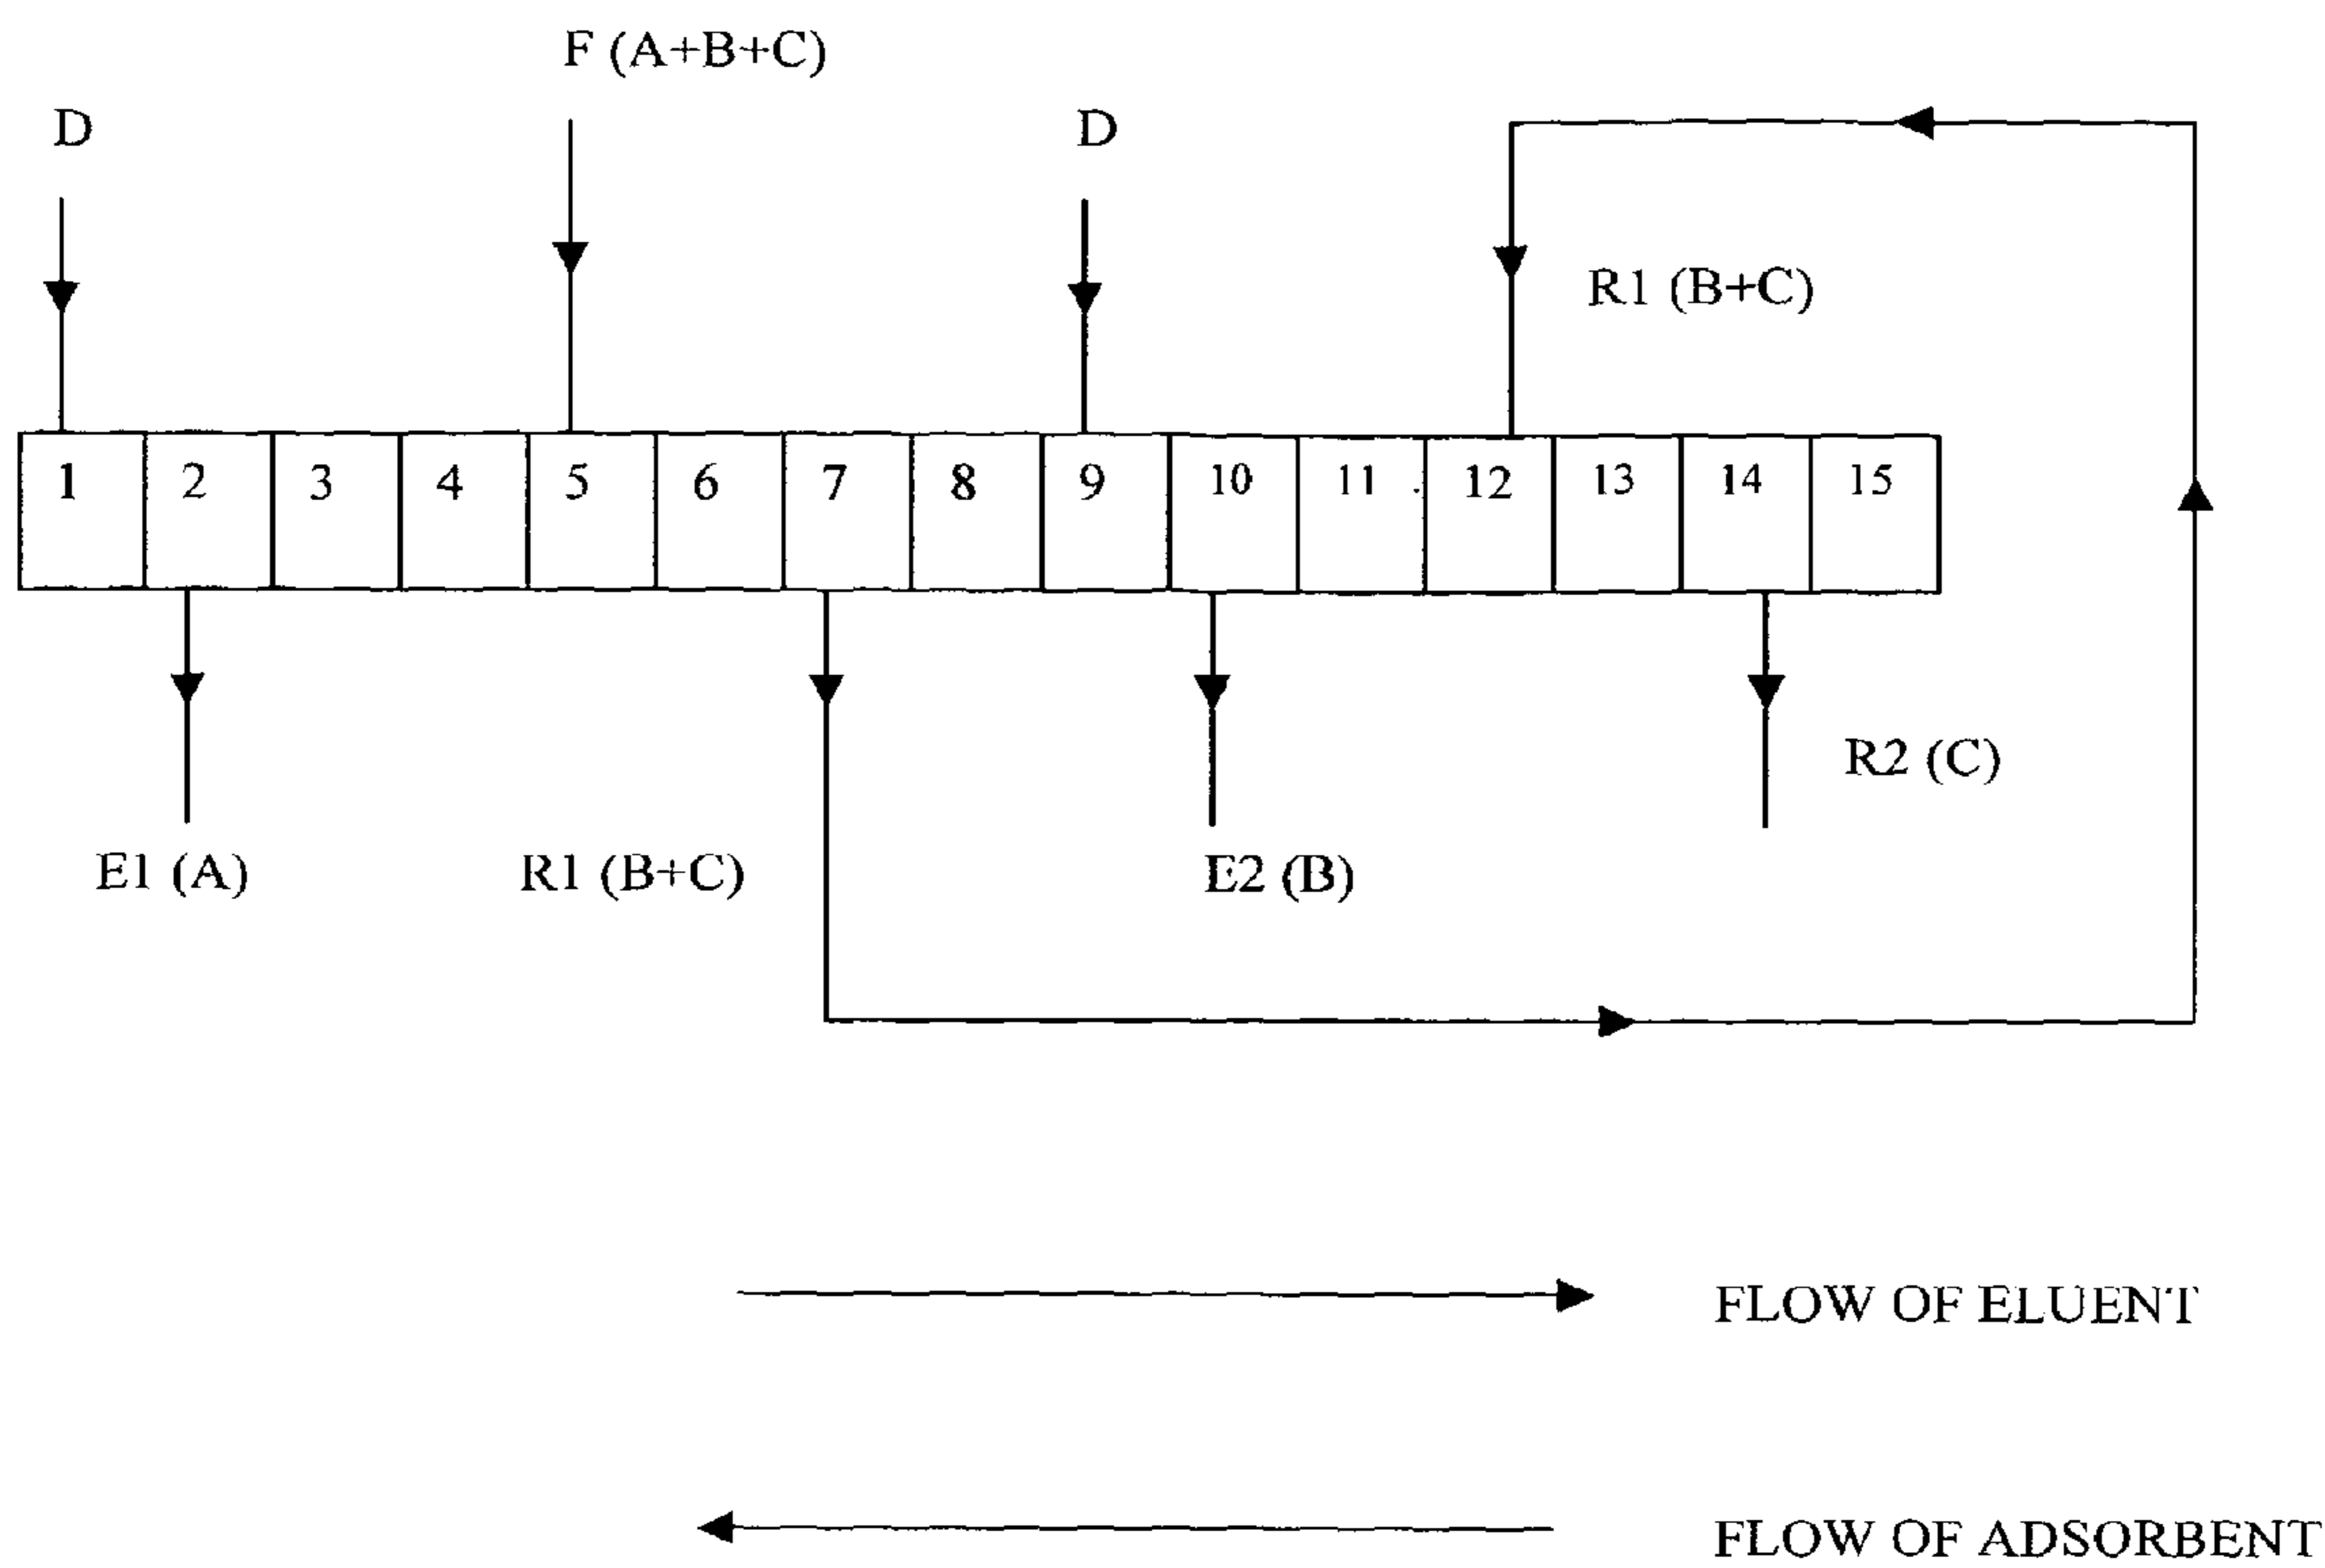 F (A+B+C)
D
D
R1 (B+C)
1 2 3 4 5 6 7 8 9 10 11 12 13 14 15
R2 (C)
E1 (A)
R1 (B+C)
E2 (B)
FLOW OF ELUENT
FLOW OF ADSORBENT